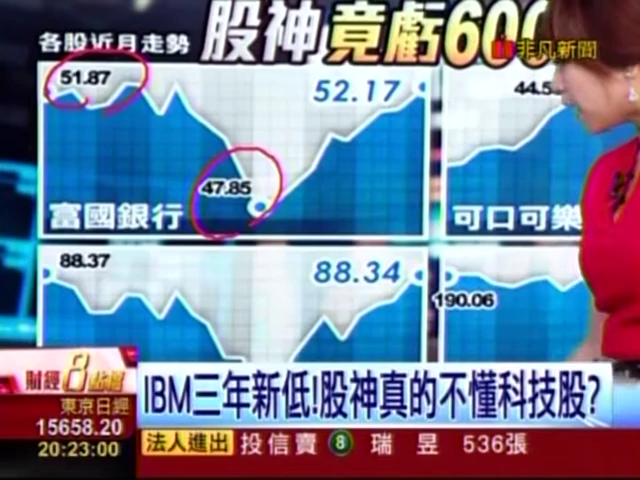 各股近月走勢
股神竟虧600
非凡新聞
51.87
52.17
47.85
富國銀行
可口可樂
88.37
88.34
190.06
財經8點檔
東京日經
15658.20
20:23:00
IBM三年新低!股神真的不懂科技股?
法人進出 投信賣 8 瑞昱 536張